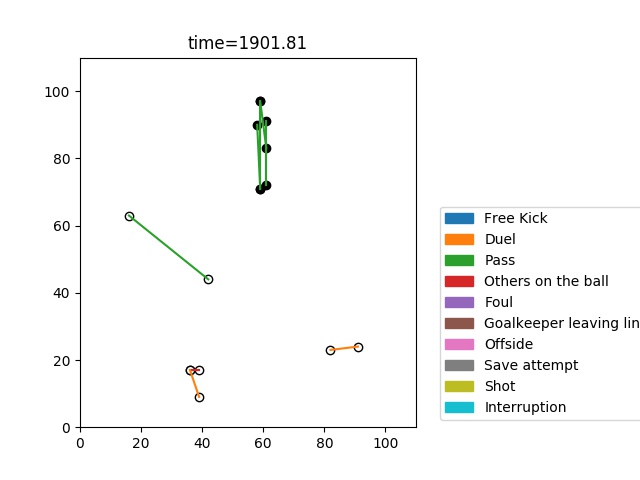 time=1901.81
100
80
60
40
20
0
0 20 40 60 80 100
Free Kick
Duel
Pass
Others on the ball
Foul
Goalkeeper leaving lin
Offside
Save attempt
Shot
Interruption